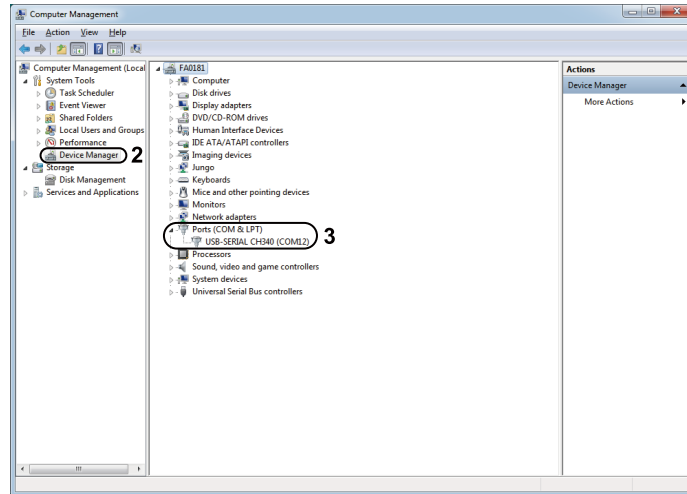 Computer Management
File Action View Help
Computer Management (Local
System Tools
Task Scheduler
Event Viewer
Shared Folders
Local Users and Groups
Performance
Device Manager
2
Storage
Disk Management
Services and Applications
FA0181
Computer
Disk drives
Display adapters
DVD/CD-ROM drives
Human Interface Devices
IDE ATA/ATAPI controllers
Imaging devices
Jungo
Keyboards
Mice and other pointing devices
Monitors
Network adapters
Ports (COM & LPT)
USB-SERIAL CH340 (COM12)
3
Processors
Sound, video and game controllers
System devices
Universal Serial Bus controllers
Actions
Device Manager
More Actions